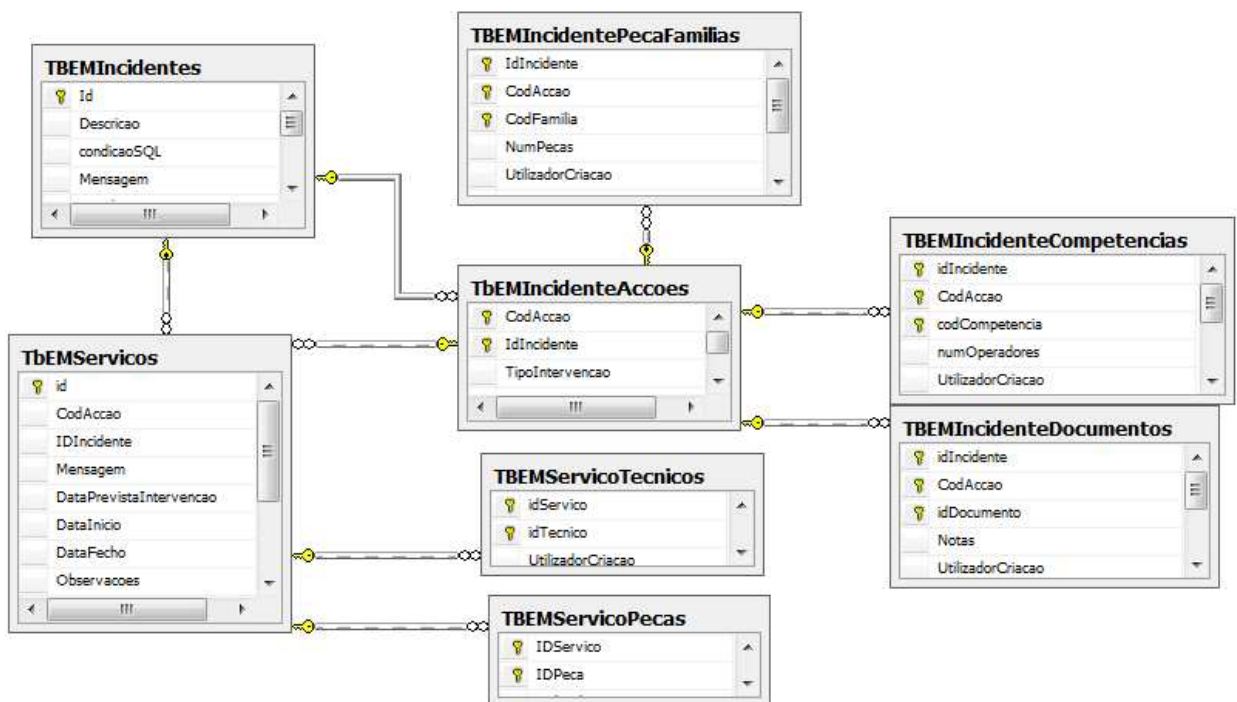 TBEMIncidentes
Id
Descricao
condicaoSQL
Mensagem
TBEMIncidentePecaFamilias
IdIncidente
CodAccao
CodFamilia
NumPecas
UtilizadorCriacao
TBEMIncidenteCompetencias
idIncidente
CodAccao
codCompetencia
numOperadores
UtilizadorCriacao
TbEMIncidenteAccoes
CodAccao
IdIncidente
TipoIntervencao
TbEMServicos
id
CodAccao
IDIncidente
Mensagem
DataPrevistaIntervencao
DataInicio
DataFecho
Observacoes
TBEMIncidenteDocumentos
idIncidente
CodAccao
idDocumento
Notas
UtilizadorCriacao
TBEMServicoTecnicos
idServico
idTecnico
UtilizadorCriacao
TBEMServicoPecas
IDServico
IDPeca